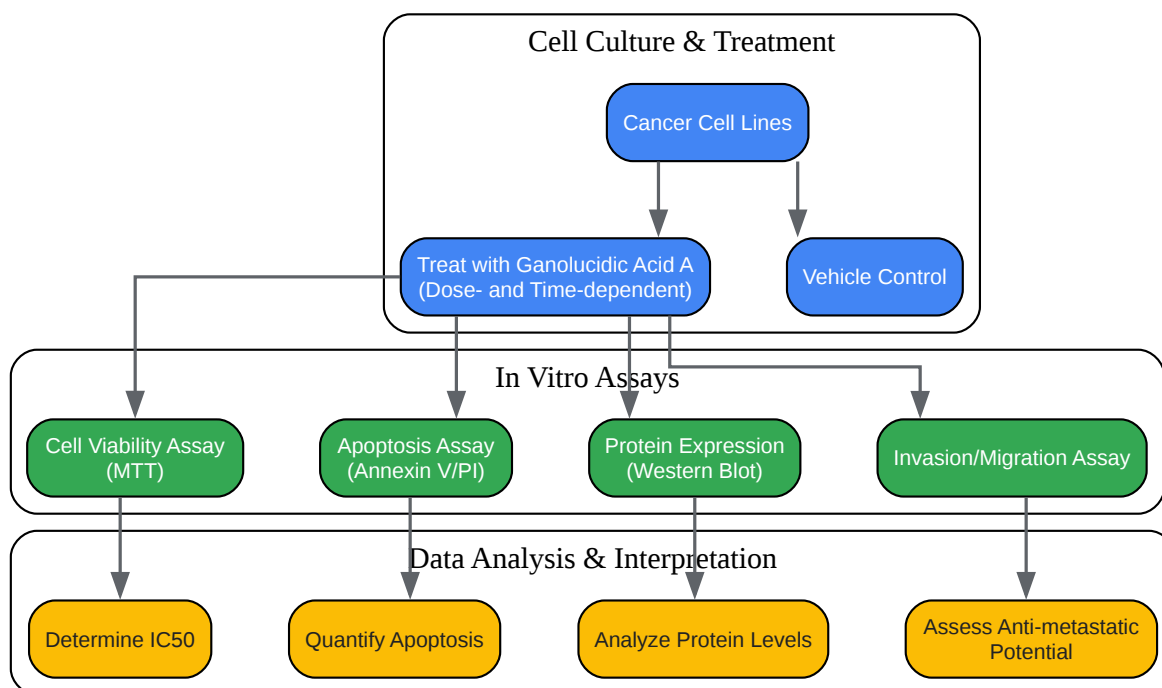 Cell Culture & Treatment
Cancer Cell Lines
Treat with Ganolucidic Acid A
(Dose- and Time-dependent)
Vehicle Control
In Vitro Assays
Cell Viability Assay
(MTT)
Apoptosis Assay
(Annexin V/PI)
Protein Expression
(Western Blot)
Invasion/Migration Assay
Data Analysis & Interpretation
Determine IC50
Quantify Apoptosis
Analyze Protein Levels
Assess Anti-metastatic
Potential